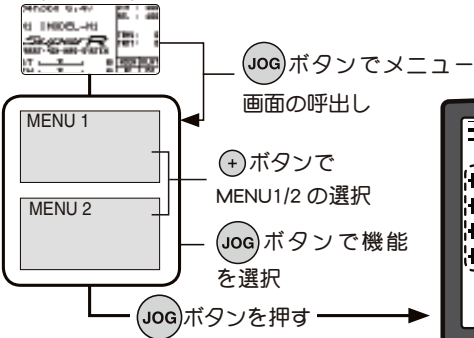 JOG ボタンでメニュー
画面の呼出し
MENU 1
+ ボタンで
MENU1/2 の選択
MENU 2
JOG ボタンで機能
を選択
JOG ボタンを押す